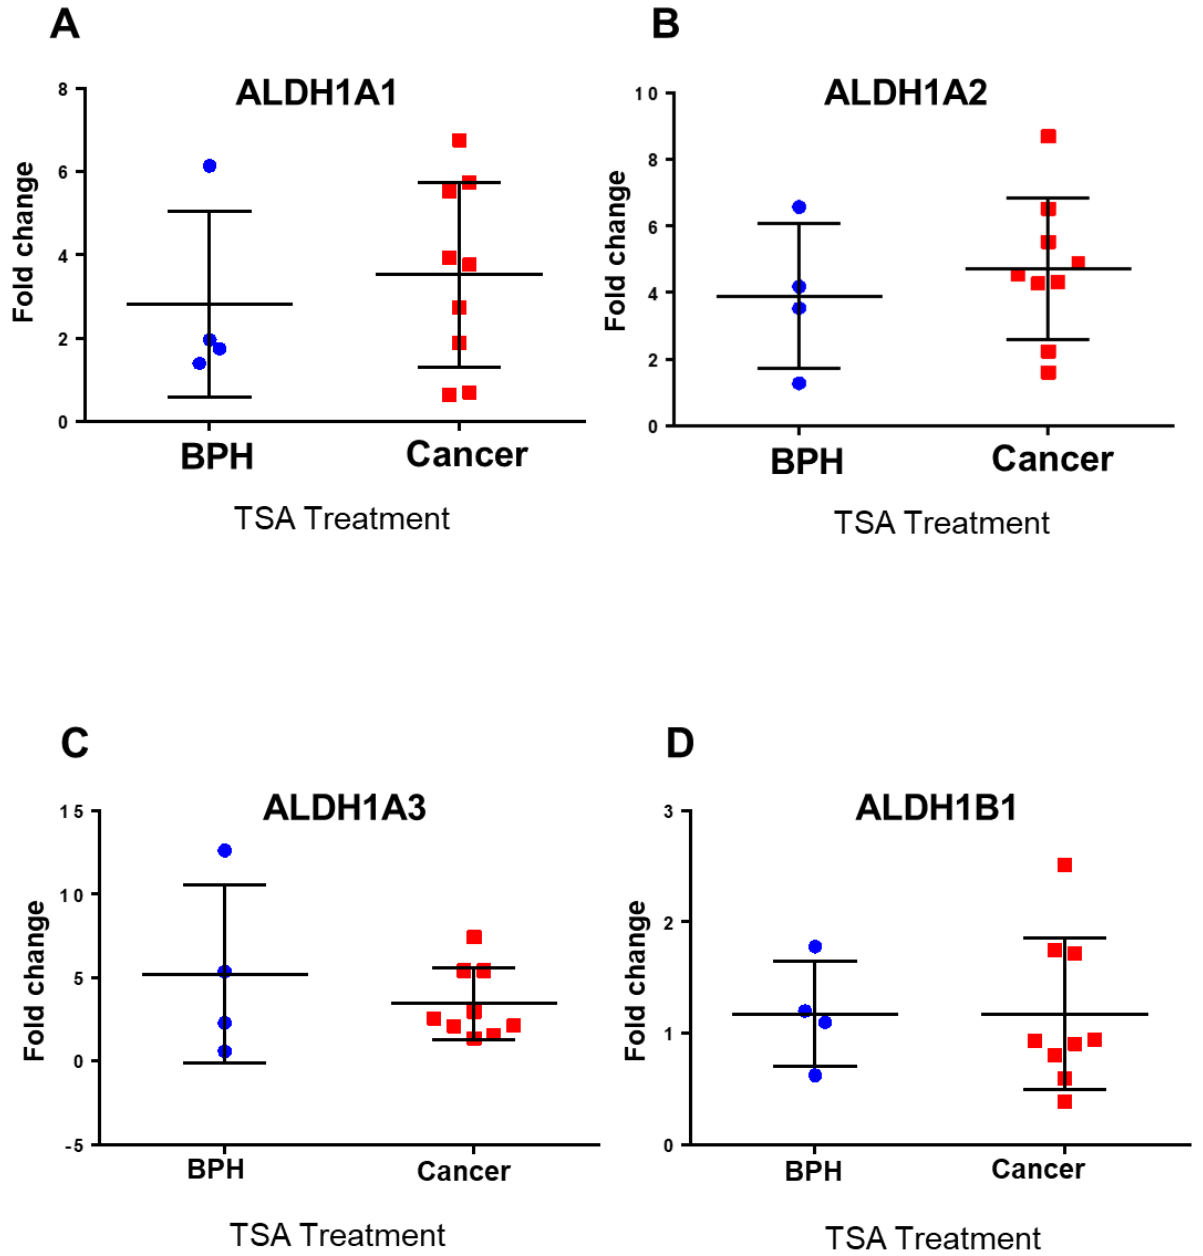 A
ALDH1A1
Fold change
8
6
4
2
0
BPH
Cancer
TSA Treatment
B
ALDH1A2
Fold change
10
8
6
4
2
0
BPH
Cancer
TSA Treatment
C
ALDH1A3
Fold change
15
10
5
0
-5
BPH
Cancer
TSA Treatment
D
ALDH1B1
Fold change
3
2
1
0
BPH
Cancer
TSA Treatment